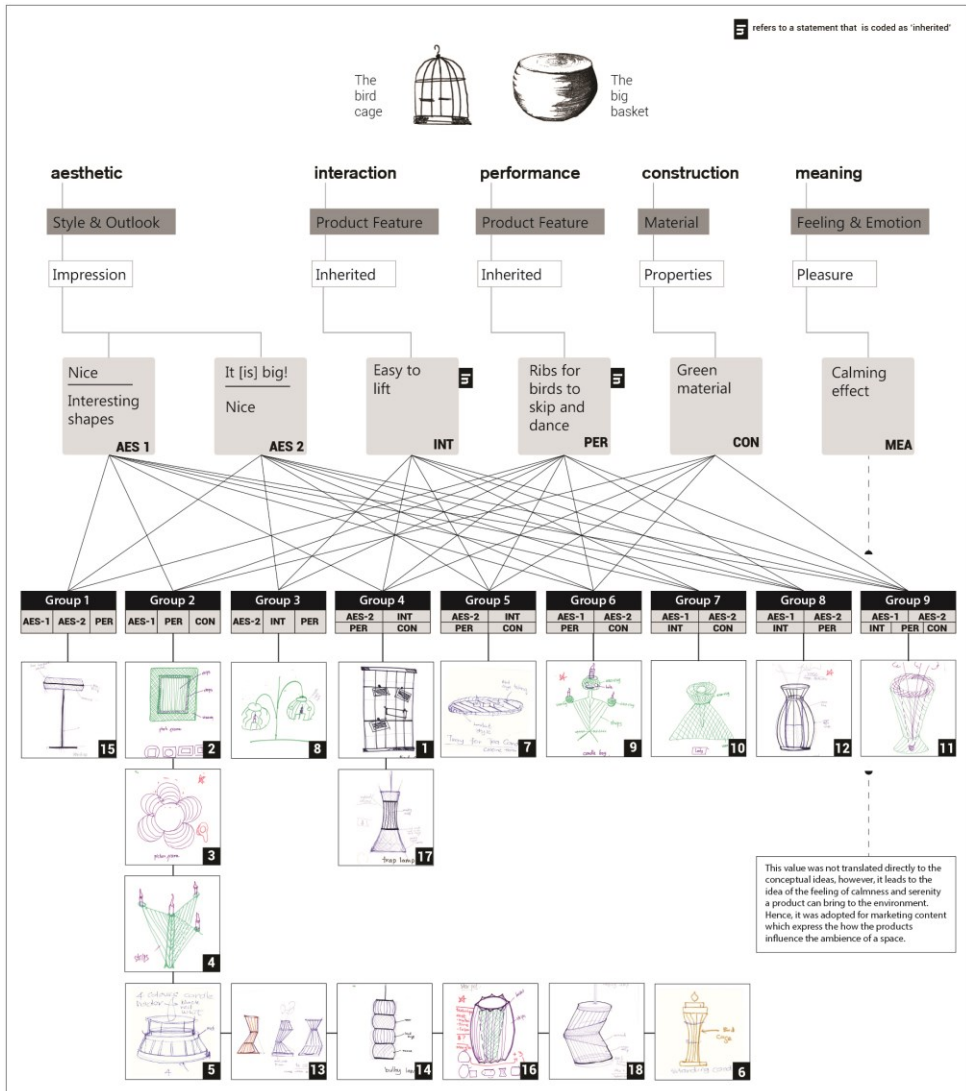 in refers to a statement that is coded as 'inherited'
The
bird
cage
The
big
basket
aesthetic
interaction
performance
construction
meaning
Style & Outlook
Product Feature
Product Feature
Material
Feeling & Emotion
Impression
Inherited
Inherited
Properties
Pleasure
Nice
Interesting
shapes
AES 1
It [is] big!
Nice
AES 2
Easy to
lift
INT
in
Ribs for
birds to
skip and
dance
PER
in
Green
material
CON
Calming
effect
MEA
Group 1
AES-1 AES-2 PER
Group 2
AES-1 PER CON
Group 3
AES-2 INT PER
Group 4
AES-2 INT
PER CON
Group 5
AES-2 INT
PER CON
Group 6
AES-1 AES-2
PER CON
Group 7
AES-1 AES-2
INT CON
Group 8
AES-1 AES-2
INT PER
Group 9
AES-1 AES-2
INT PER CON
15
2
8
1
7
candle
9
10
12
11
3
trap lamp
17
4
This value was not translated directly to the
conceptual ideas, however, it leads to the
idea of the feeling of calmness and serenity
a product can bring to the environment.
Hence, it was adopted for marketing content
which express the how the products
influence the ambience of a space.
4
5
13
14
16
18
Bird
Cage
6